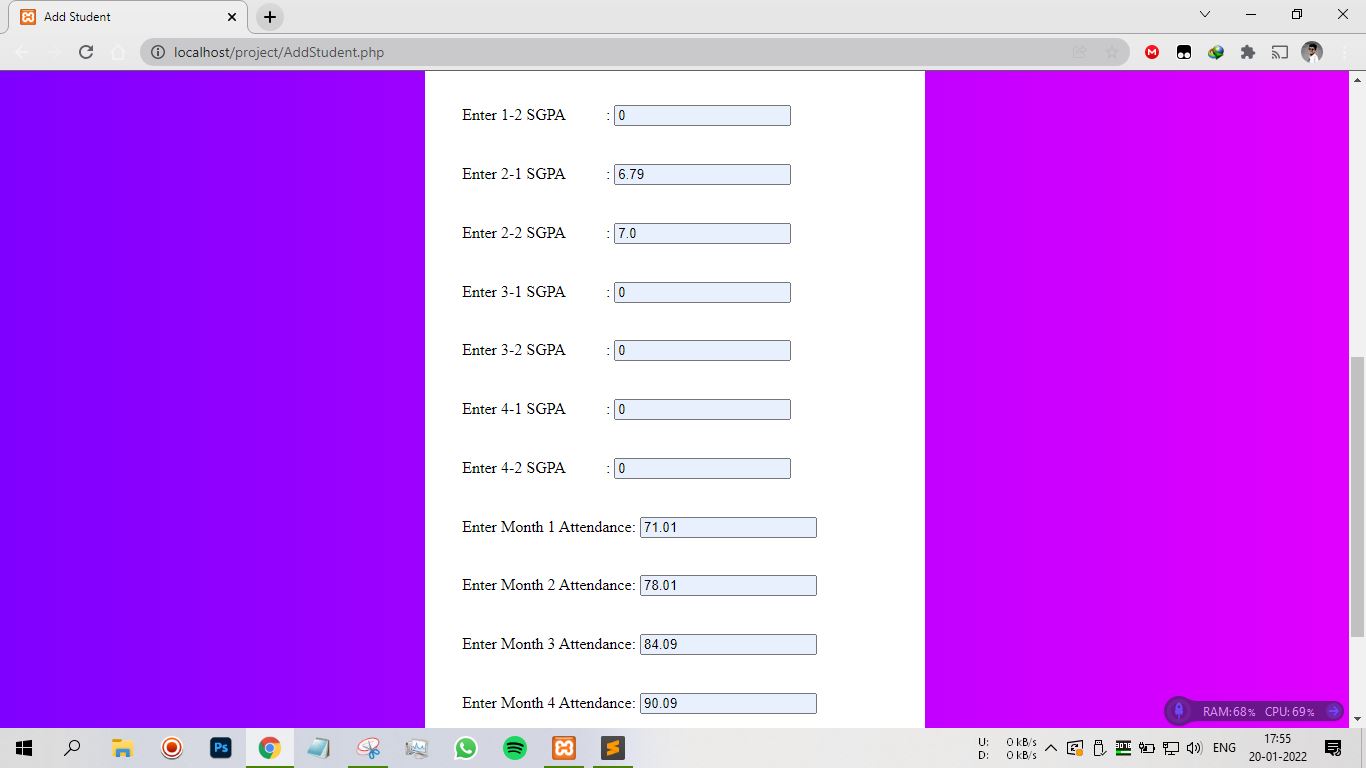 Add Student
localhost/project/AddStudent.php
Enter 1-2 SGPA : 0
Enter 2-1 SGPA : 6.79
Enter 2-2 SGPA : 7.0
Enter 3-1 SGPA : 0
Enter 3-2 SGPA : 0
Enter 4-1 SGPA : 0
Enter 4-2 SGPA : 0
Enter Month 1 Attendance: 71.01
Enter Month 2 Attendance: 78.01
Enter Month 3 Attendance: 84.09
Enter Month 4 Attendance: 90.09
RAM: 68% CPU: 69%
Ps
U: 0 kB/s
D: 0 kB/s
ENG
17:55
20-01-2022